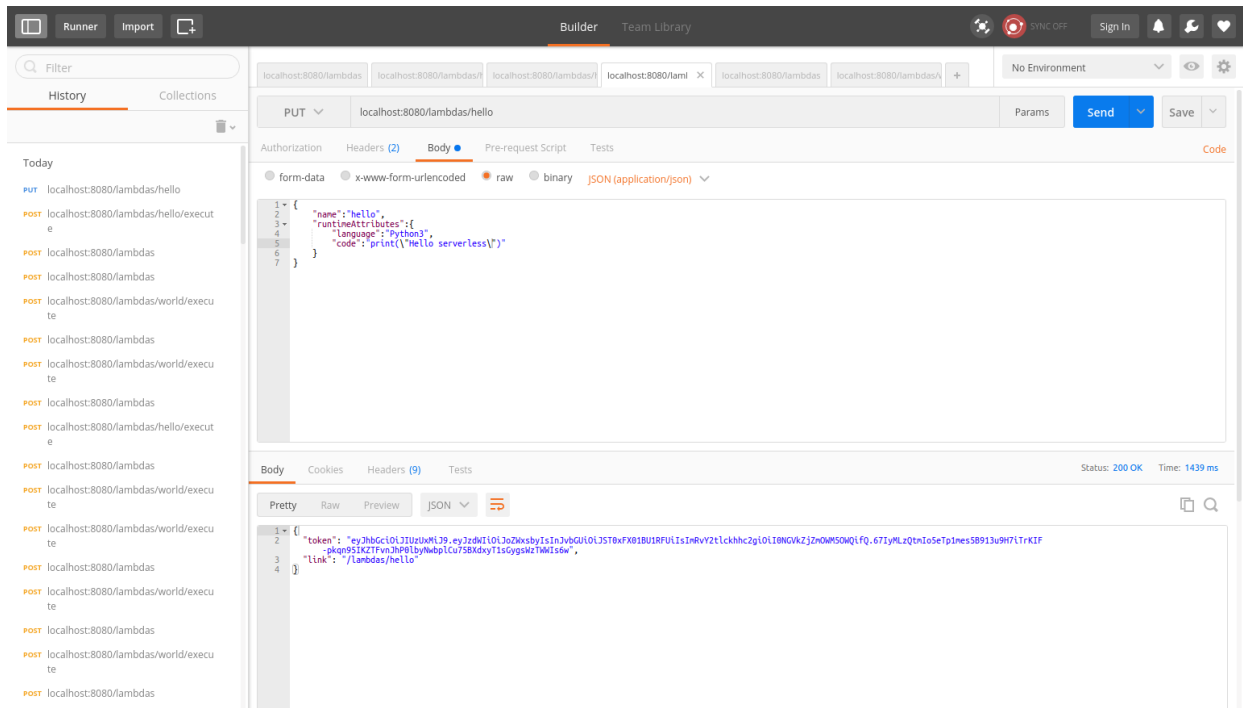 Runner Import Builder Team Library SYNC OFF Sign In
Filter
History Collections
Today
PUT localhost:8080/lambdas/hello
POST localhost:8080/lambdas/hello/execut
e
POST localhost:8080/lambdas
POST localhost:8080/lambdas
POST localhost:8080/lambdas/world/execu
te
POST localhost:8080/lambdas
POST localhost:8080/lambdas/world/execu
te
POST localhost:8080/lambdas
POST localhost:8080/lambdas/hello/execut
e
POST localhost:8080/lambdas
POST localhost:8080/lambdas/world/execu
te
POST localhost:8080/lambdas/world/execu
te
POST localhost:8080/lambdas
POST localhost:8080/lambdas/world/execu
te
POST localhost:8080/lambdas
POST localhost:8080/lambdas/world/execu
te
POST localhost:8080/lambdas
localhost:8080/lambdas localhost:8080/lambdas/h localhost:8080/lambdas/h localhost:8080/laml localhost:8080/lambdas localhost:8080/lambdas/v + No Environment
PUT localhost:8080/lambdas/hello Params Send Save
Authorization Headers (2) Body Pre-request Script Tests Code
form-data x-www-form-urlencoded raw binary JSON (application/json)
1 {
2 "name":"hello",
3 "runtimeAttributes":{
4 "language":"Python3",
5 "code":"print(\"Hello serverless\")"
6 }
7 }
Body Cookies Headers (9) Tests Status: 200 OK Time: 1439 ms
Pretty Raw Preview JSON
1 {
2 "token":
3 "link": "/lambdas/hello"
4 }